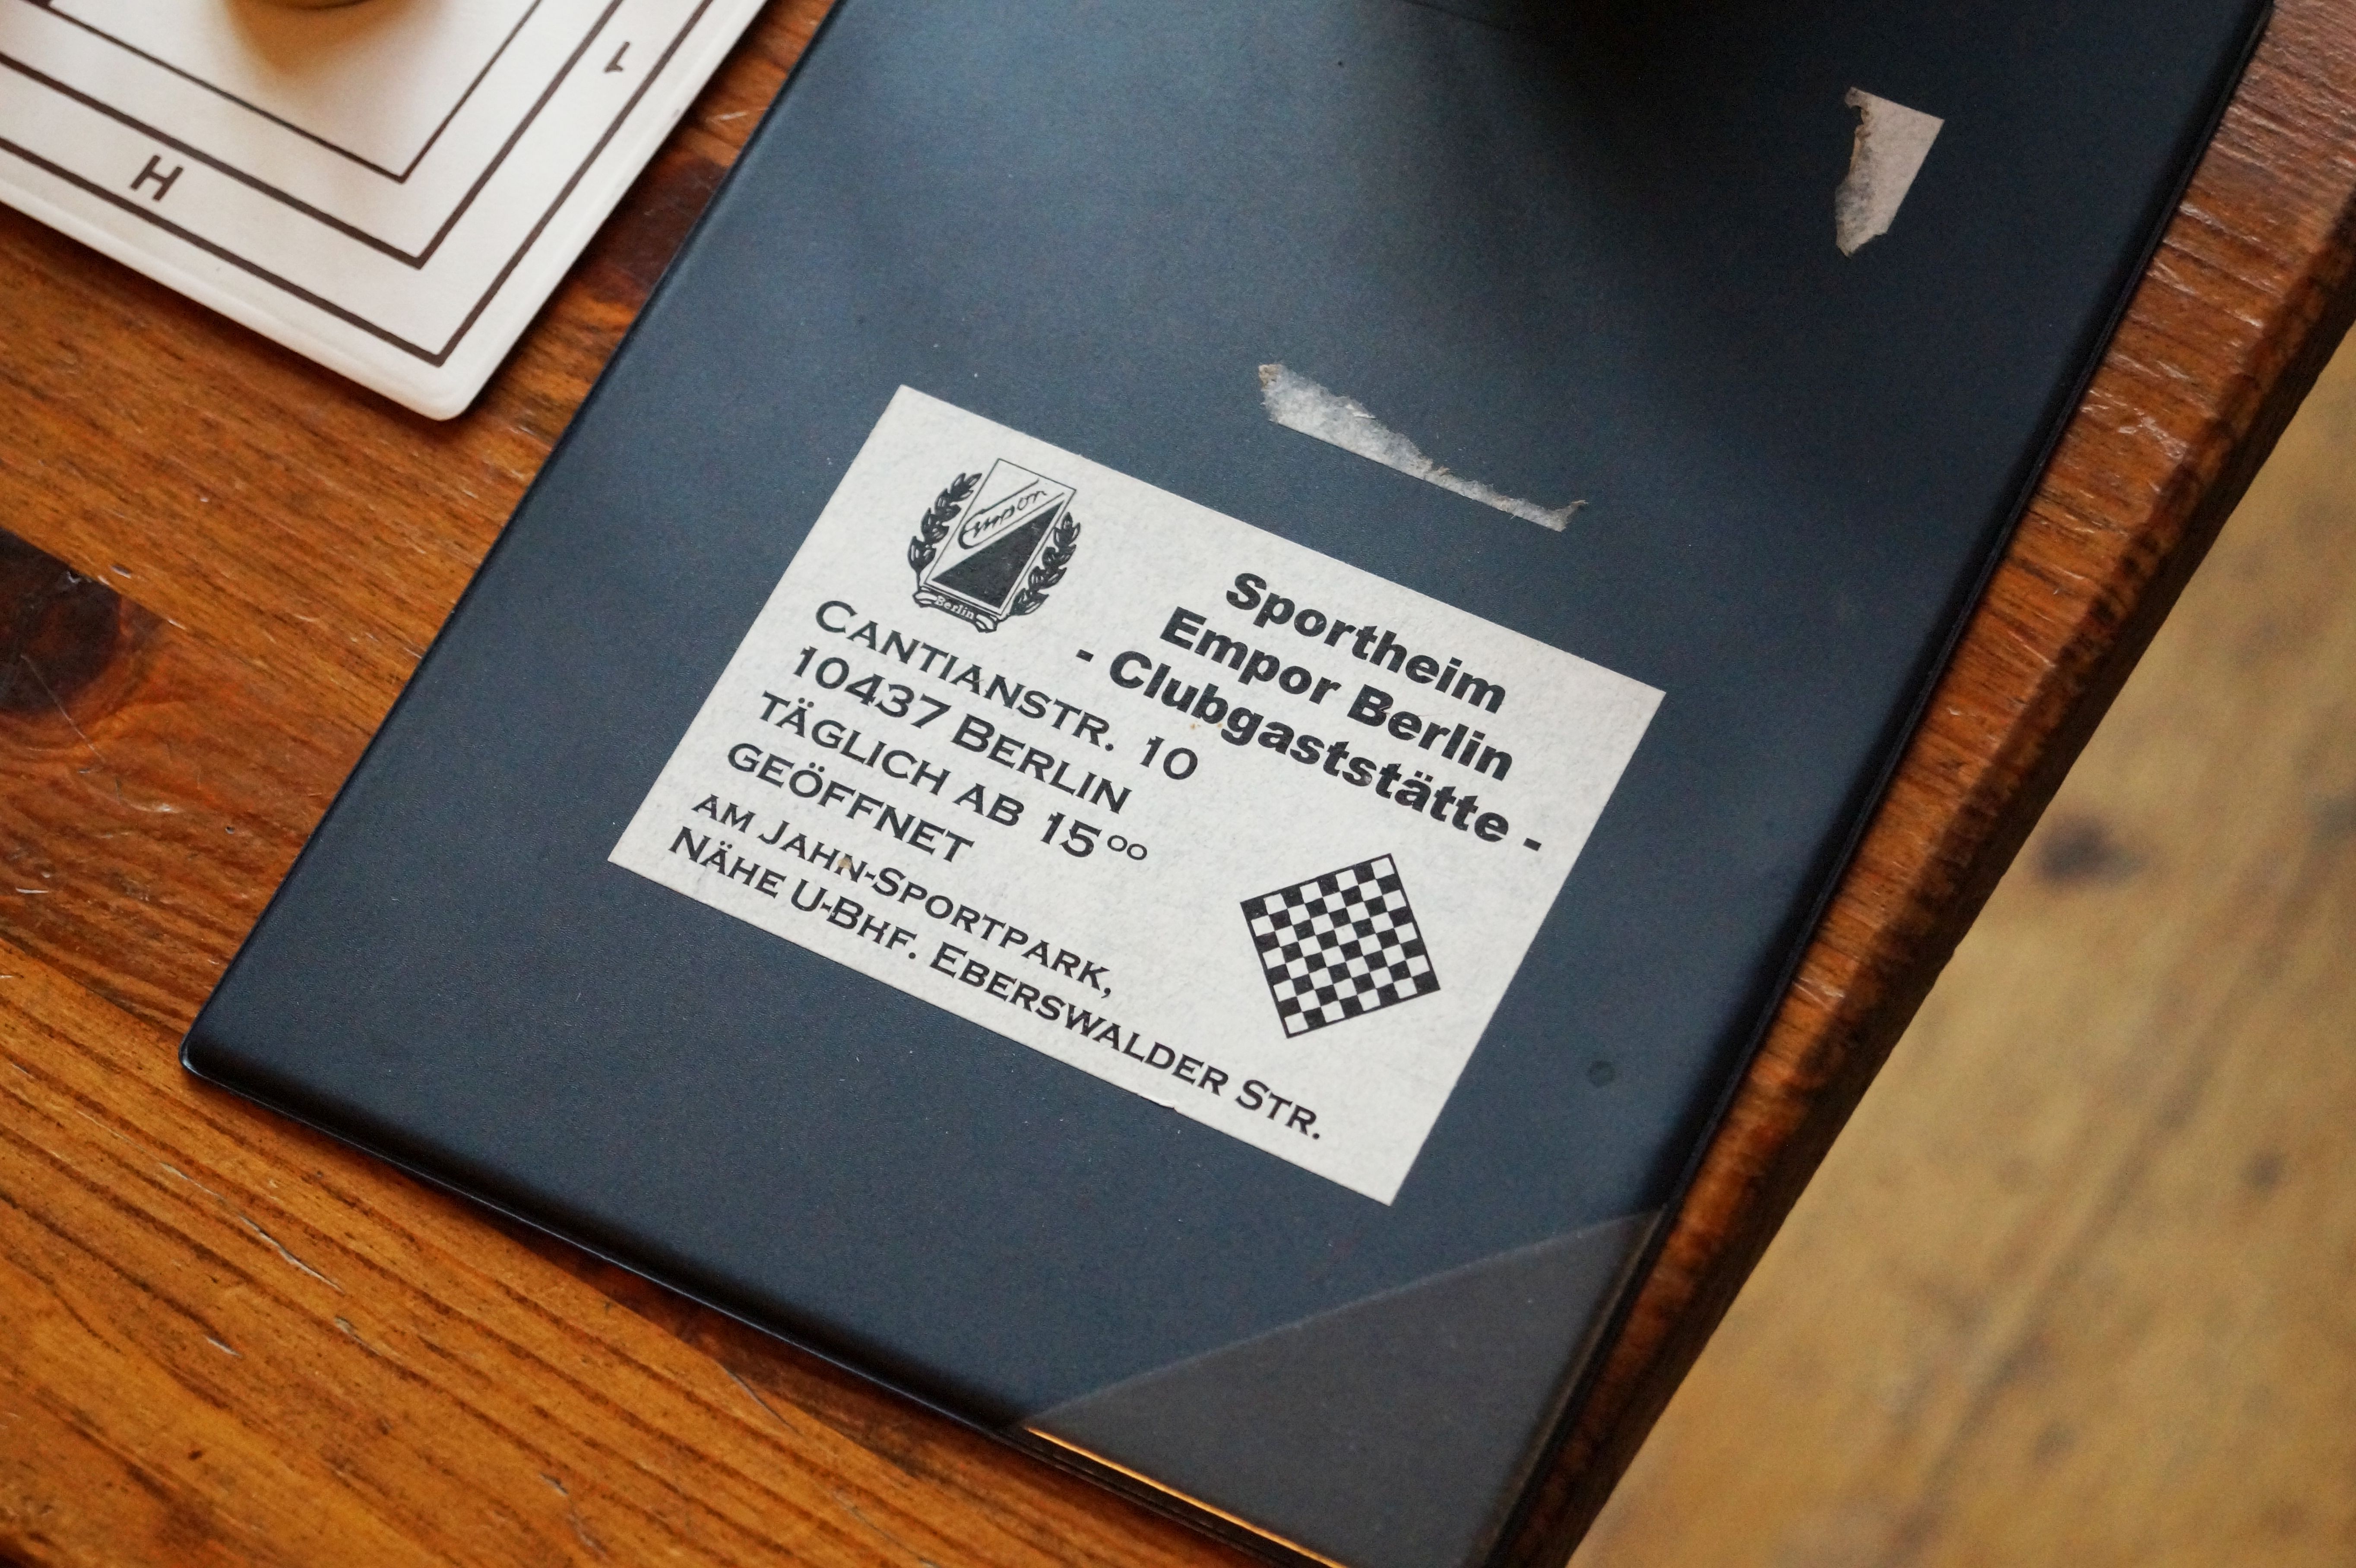 1
H
Empor
Berlin
Sportheim
Empor Berlin
- Clubgaststätte -
CANTIANSTR. 10
10437 BERLIN
TÄGLICH AB 15⁰⁰
GEÖFFNET
AM JAHN-SPORTPARK,
NÄHE U-BHF. EBERSWALDER STR.